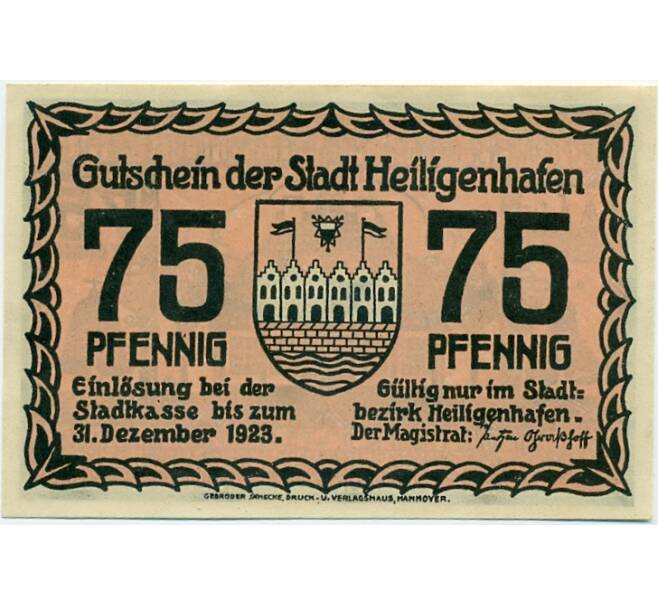 Gutschein der Stadt Heiligenhafen
75 75
PFENNIG PFENNIG
Einlösung bei der
Stadtkasse bis zum
31. Dezember 1923.
Gültig nur im Stadt=
bezirk Heiligenhafen.
Der Magistrat:
GEBRÜDER JÄNECKE, DRUCK- U. VERLAGSHAUS, HANNOVER.